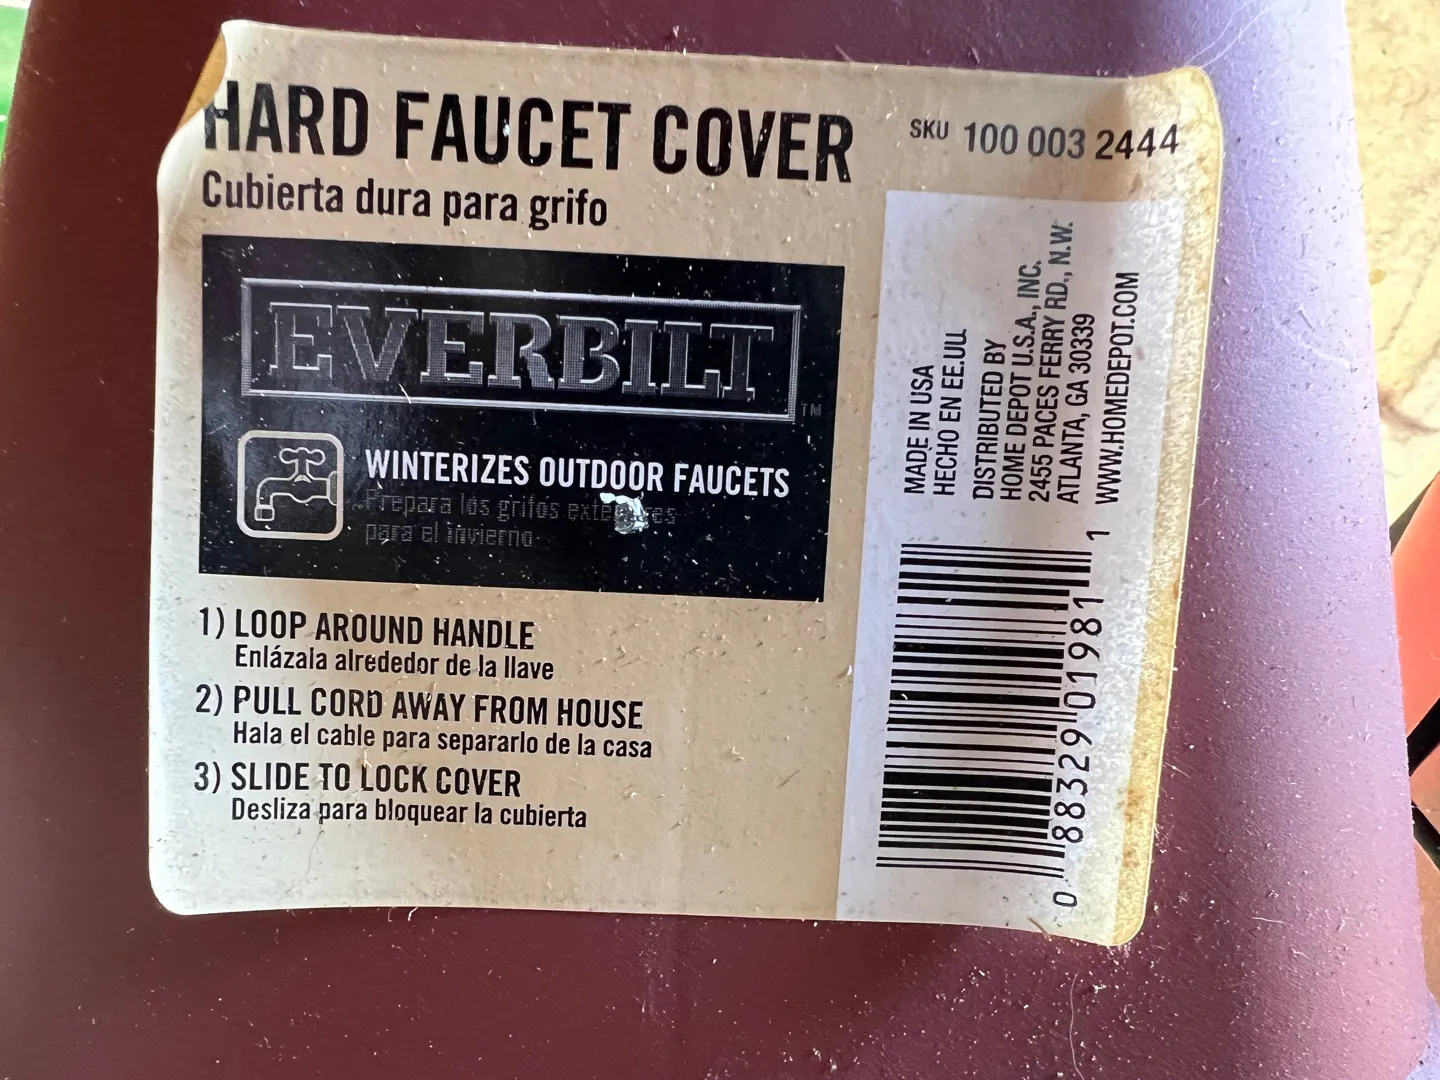 HARD FAUCET COVER
Cubierta dura para grifo
SKU 100 003 2444
EVERBILT
TM
WINTERIZES OUTDOOR FAUCETS
Prepara los grifos exteriores
para el invierno
1) LOOP AROUND HANDLE
Enlázala alrededor de la llave
2) PULL CORD AWAY FROM HOUSE
Hala el cable para separarlo de la casa
3) SLIDE TO LOCK COVER
Desliza para bloquear la cubierta
MADE IN USA
HECHO EN EE.UU.
DISTRIBUTED BY
HOME DEPOT U.S.A., INC.
2455 PACES FERRY RD., N.W.
ATLANTA, GA 30339
WWW.HOMEDEPOT.COM
0 88329 01981 1